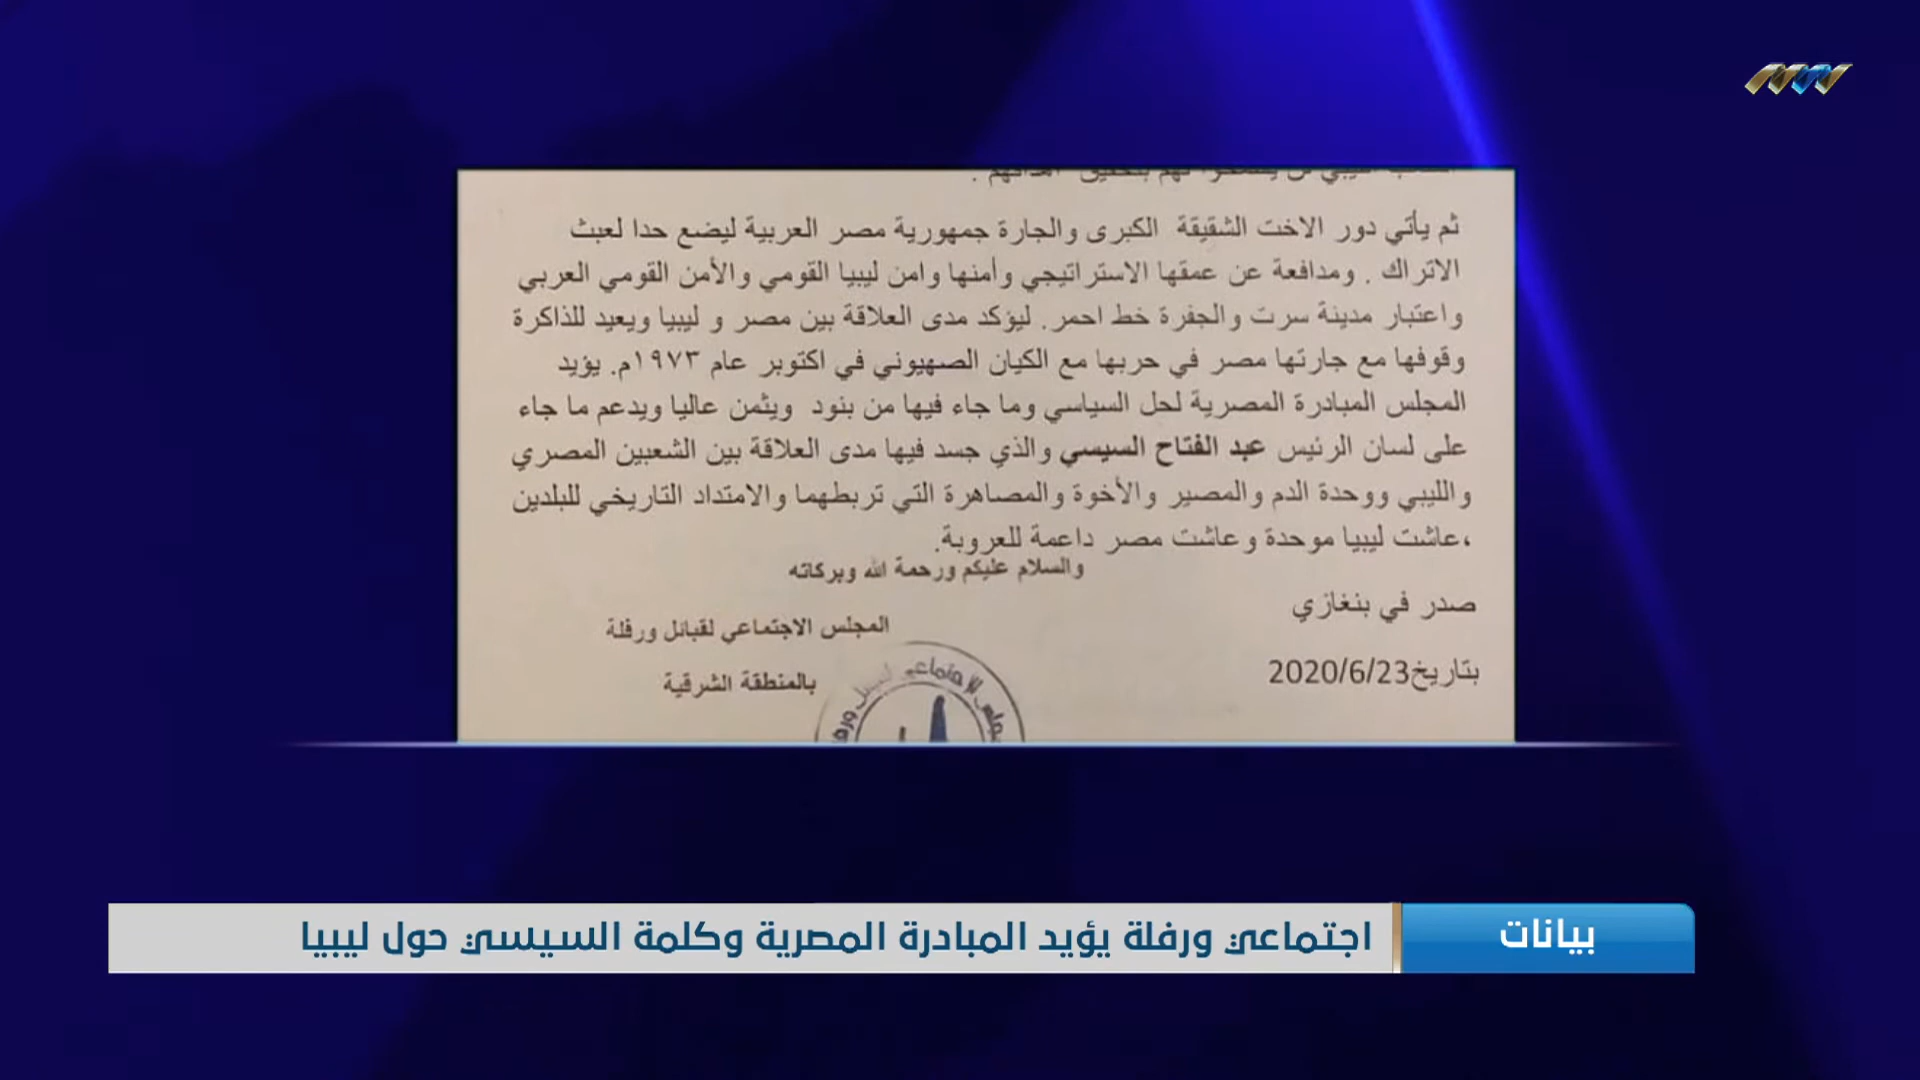 ثم يأتي دور الاخت الشقيقة الكبرى والجارة جمهورية مصر العربية ليضع حدا لعبث
الاتراك . ومدافعة عن عمقها الاستراتيجي وأمنها وامن ليبيا القومي والأمن القومي العربي
واعتبار مدينة سرت والجفرة خط احمر. ليؤكد مدى العلاقة بين مصر و ليبيا ويعيد للذاكرة
وقوفها مع جارتها مصر في حربها مع الكيان الصهيوني في اكتوبر عام ١٩٧٣م. يؤيد
المجلس المبادرة المصرية لحل السياسي وما جاء فيها من بنود ويثمن عاليا ويدعم ما جاء
على لسان الرئيس عبد الفتاح السيسي والذي جسد فيها مدى العلاقة بين الشعبين المصري
والليبي ووحدة الدم والمصير والأخوة والمصاهرة التي تربطهما والامتداد التاريخي للبلدين
،عاشت ليبيا موحدة وعاشت مصر داعمة للعروبة.
والسلام عليكم ورحمة الله وبركاته
صدر في بنغازي
المجلس الاجتماعي لقبائل ورفلة
بتاريخ2020/6/23
بالمنطقة الشرقية
بيانات
اجتماعي ورفلة يؤيد المبادرة المصرية وكلمة السيسي حول ليبيا